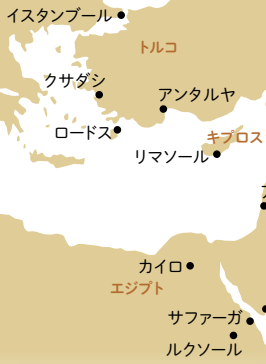 イスタンブール
トルコ
クサダシ
アンタルヤ
ロードス
キプロス
リマソール
カイロ
エジプト
サファーガ
ルクソール